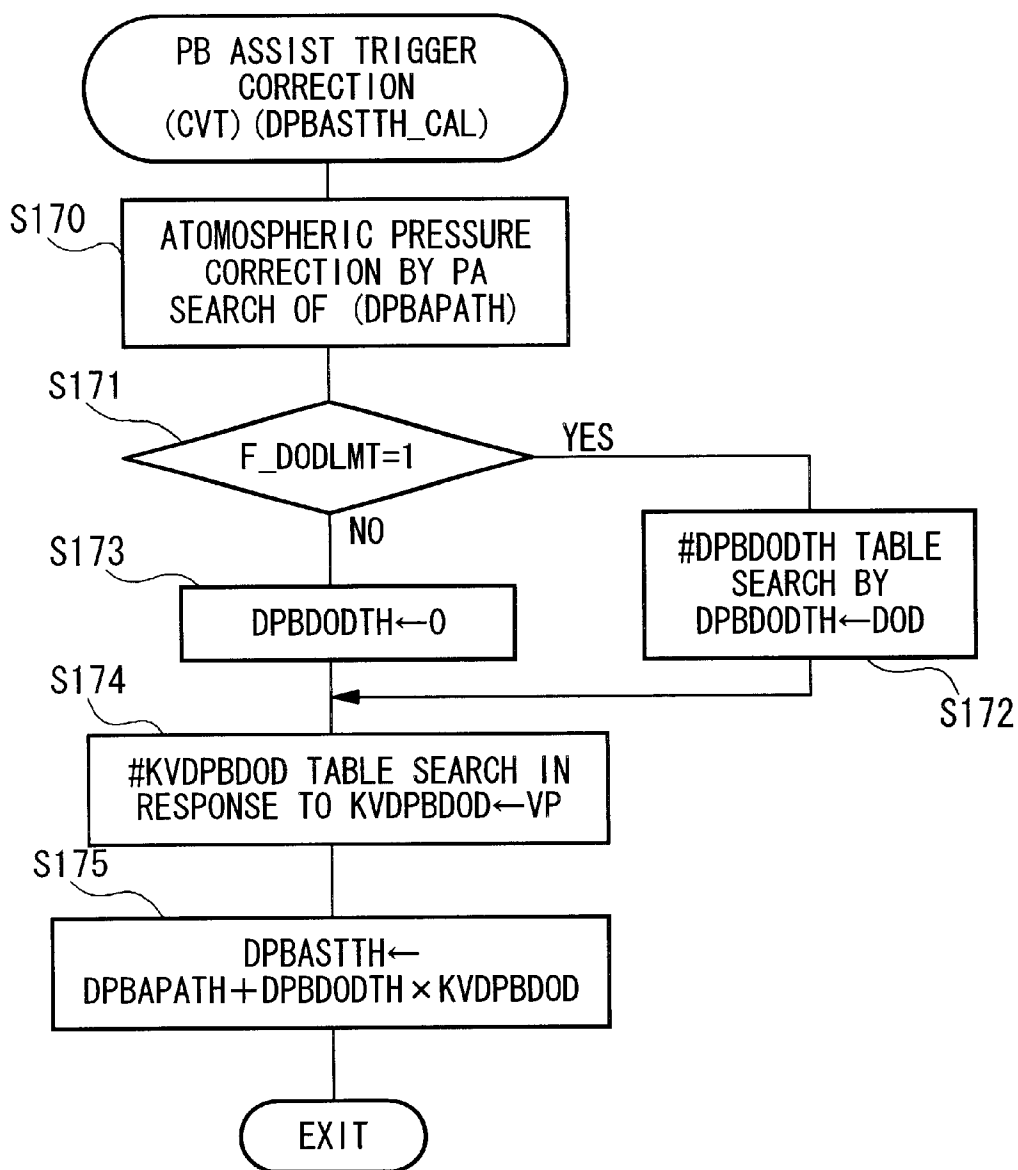 PB ASSIST TRIGGER
CORRECTION
(CVT)(DPBASTTH_CAL)
S170
ATOMOSPHERIC PRESSURE
CORRECTION BY PA
SEARCH OF (DPBAPATH)
S171
F_DODLMT=1
YES
NO
S173
DPBDODTH←0
#DPBDODTH TABLE
SEARCH BY
DPBDODTH←DOD
S172
S174
#KVDPBDOD TABLE SEARCH IN
RESPONSE TO KVDPBDOD←VP
S175
DPBASTTH←
DPBAPATH+DPBDODTH×KVDPBDOD
EXIT